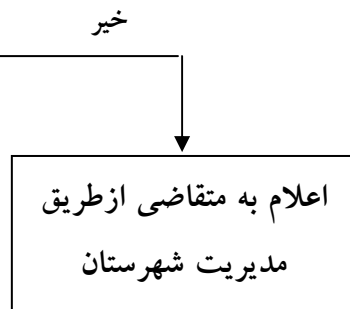 خیر
اعلام به متقاضی ازطریق
مدیریت شهرستان